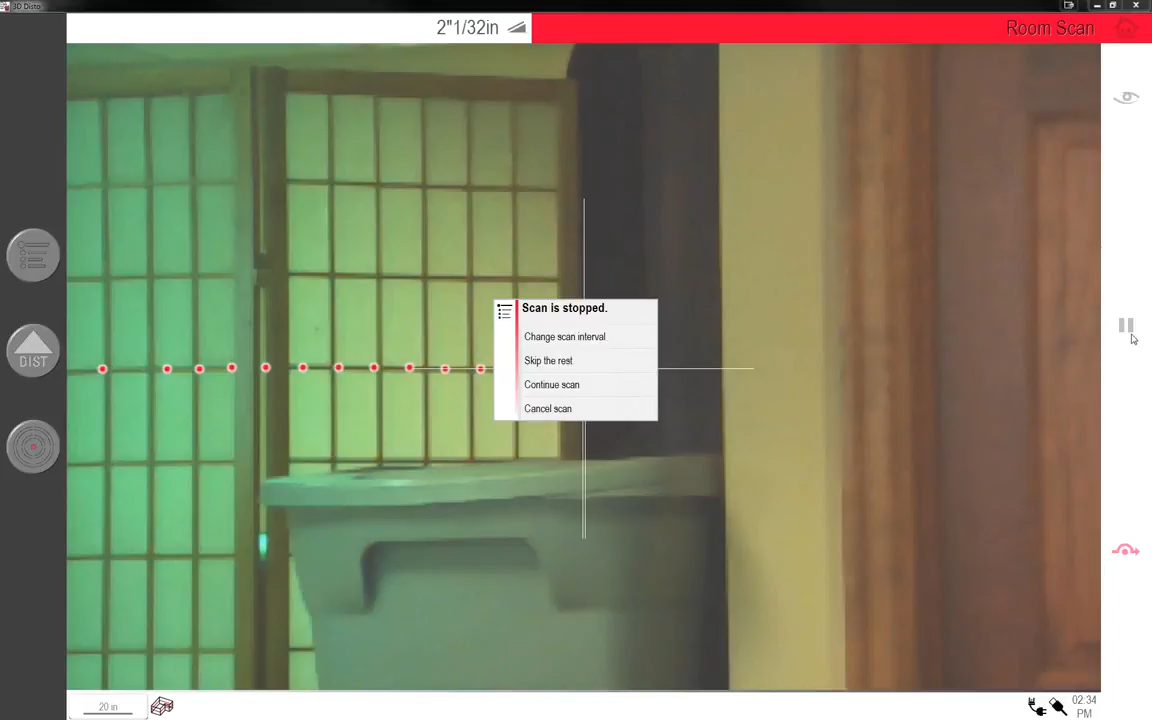 3D Disto
2"1/32in
Room Scan
Scan is stopped.
Change scan interval
Skip the rest
Continue scan
Cancel scan
DIST
20 in
02:34
PM